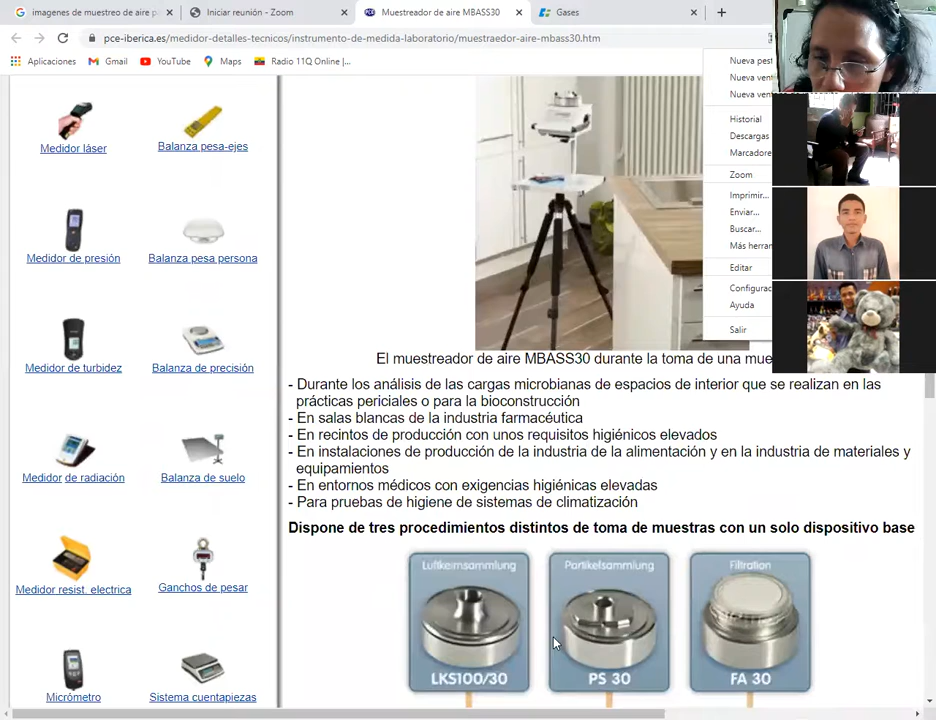 imagenes de muestreo de aire p
Iniciar reunión - Zoom
Muestreador de aire MBASS30
Gases
pce-iberica.es/medidor-detalles-tecnicos/instrumento-de-medida-laboratorio/muestraedor-aire-mbass30.htm
Aplicaciones
Gmail
YouTube
Maps
Radio 11Q Online |...
Nueva pest
Nueva vent
Historial
Descargas
Marcadore
Zoom
Imprimir...
Enviar...
Buscar...
Más herrar
Editar
Configurac
Ayuda
Salir
Medidor láser
Balanza pesa-ejes
Medidor de presión
Balanza pesa persona
Medidor de turbidez
Balanza de precisión
Medidor de radiación
Balanza de suelo
Medidor resist. electrica
Ganchos de pesar
Micrómetro
Sistema cuentapiezas
El muestreador de aire MBASS30 durante la toma de una mue
- Durante los análisis de las cargas microbianas de espacios de interior que se realizan en las
prácticas periciales o para la bioconstrucción
- En salas blancas de la industria farmacéutica
- En recintos de producción con unos requisitos higiénicos elevados
- En instalaciones de producción de la industria de la alimentación y en la industria de materiales y
equipamientos
- En entornos médicos con exigencias higiénicas elevadas
- Para pruebas de higiene de sistemas de climatización
Dispone de tres procedimientos distintos de toma de muestras con un solo dispositivo base
Luftkeimsammlung
Partikelsammlung
Filtration
LKS100/30
PS 30
FA 30